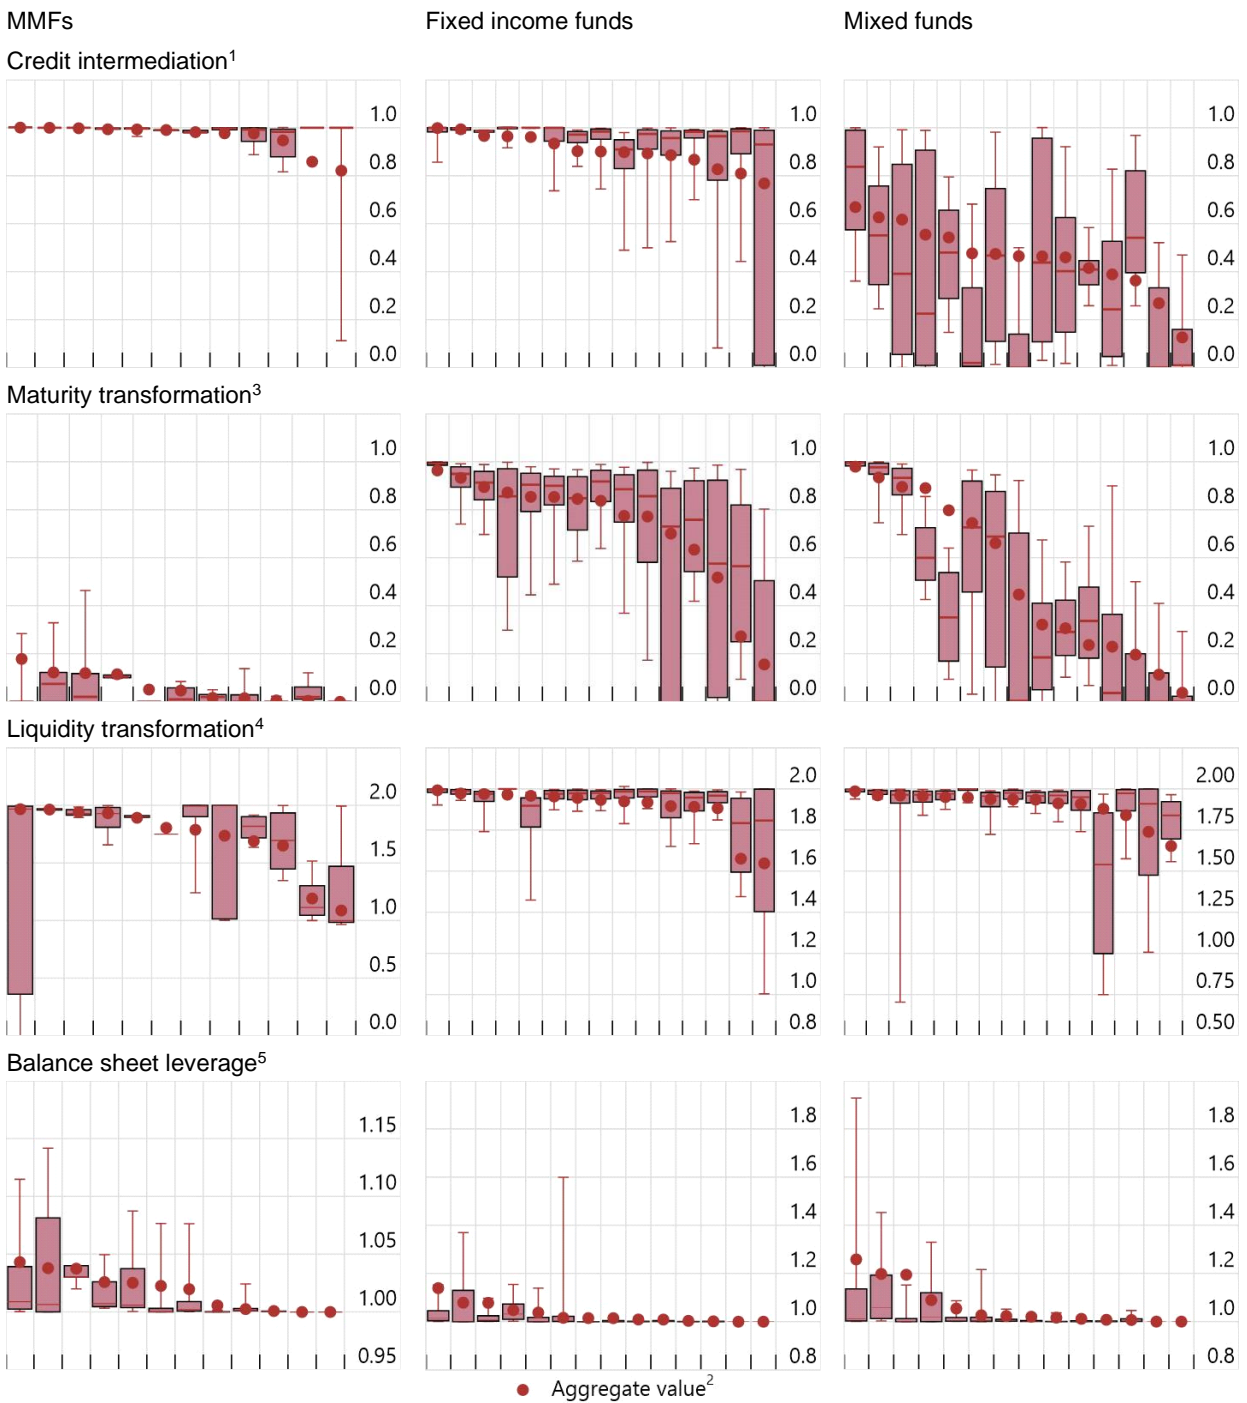 MMFs Fixed income funds Mixed funds
Credit intermediation1
1.0 1.0 1.0
0.8 0.8 0.8
0.6 0.6 0.6
0.4 0.4 0.4
0.2 0.2 0.2
0.0 0.0 0.0
Maturity transformation3
1.0 1.0 1.0
0.8 0.8 0.8
0.6 0.6 0.6
0.4 0.4 0.4
0.2 0.2 0.2
0.0 0.0 0.0
Liquidity transformation4
2.0
1.5
1.0
0.5
0.0
2.0
1.8
1.6
1.4
1.2
1.0
0.8
2.00
1.75
1.50
1.25
1.00
0.75
0.50
Balance sheet leverage5
1.15
1.10
1.05
1.00
0.95
1.8
1.6
1.4
1.2
1.0
0.8
1.8
1.6
1.4
1.2
1.0
0.8
Aggregate value2